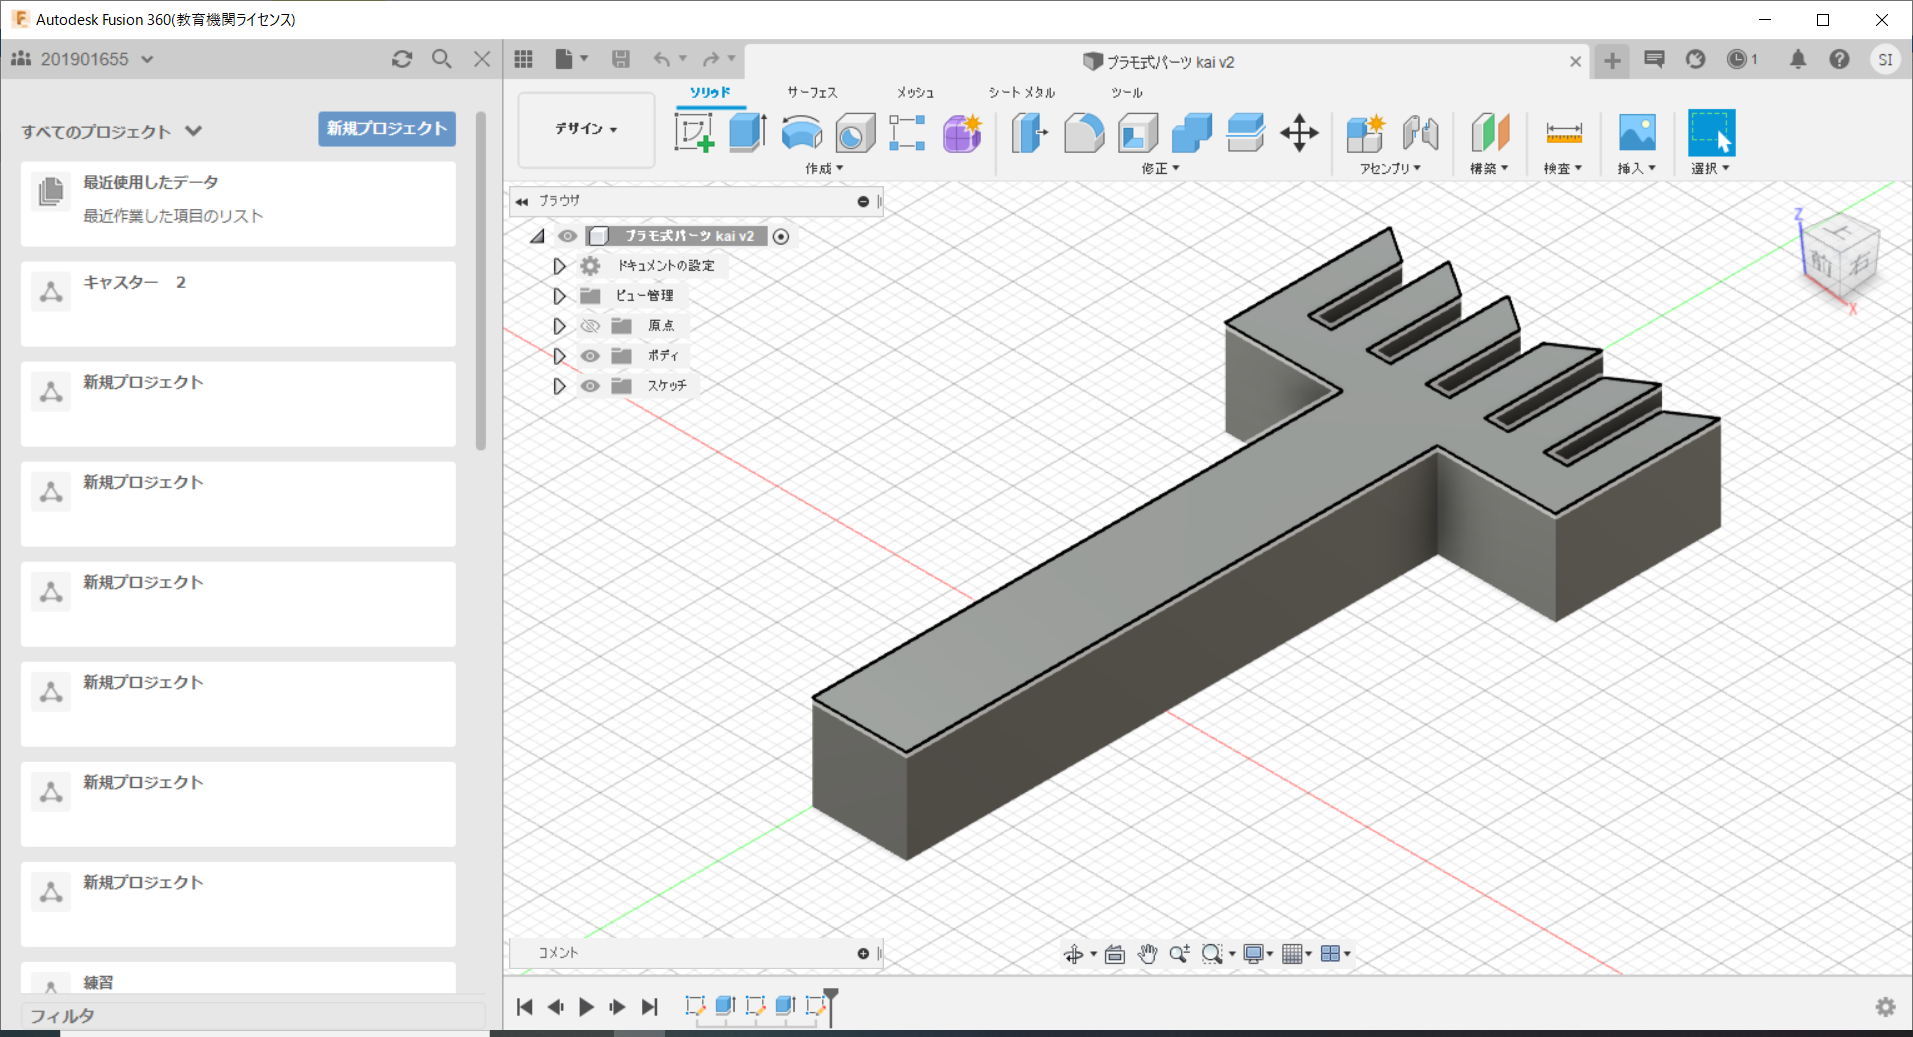 Autodesk Fusion 360(教育機関ライセンス)
201901655
プラモ式パーツ kai v2
1
SI
すべてのプロジェクト
新規プロジェクト
最近使用したデータ
最近作業した項目のリスト
キャスター　2
新規プロジェクト
新規プロジェクト
新規プロジェクト
新規プロジェクト
新規プロジェクト
新規プロジェクト
練習
フィルタ
ソリッド
サーフェス
メッシュ
シート メタル
ツール
デザイン
作成
修正
アセンブリ
構築
検査
挿入
選択
ブラウザ
プラモ式パーツ kai v2
ドキュメントの設定
ビュー管理
原点
ボディ
スケッチ
Z
上
前
右
X
コメント